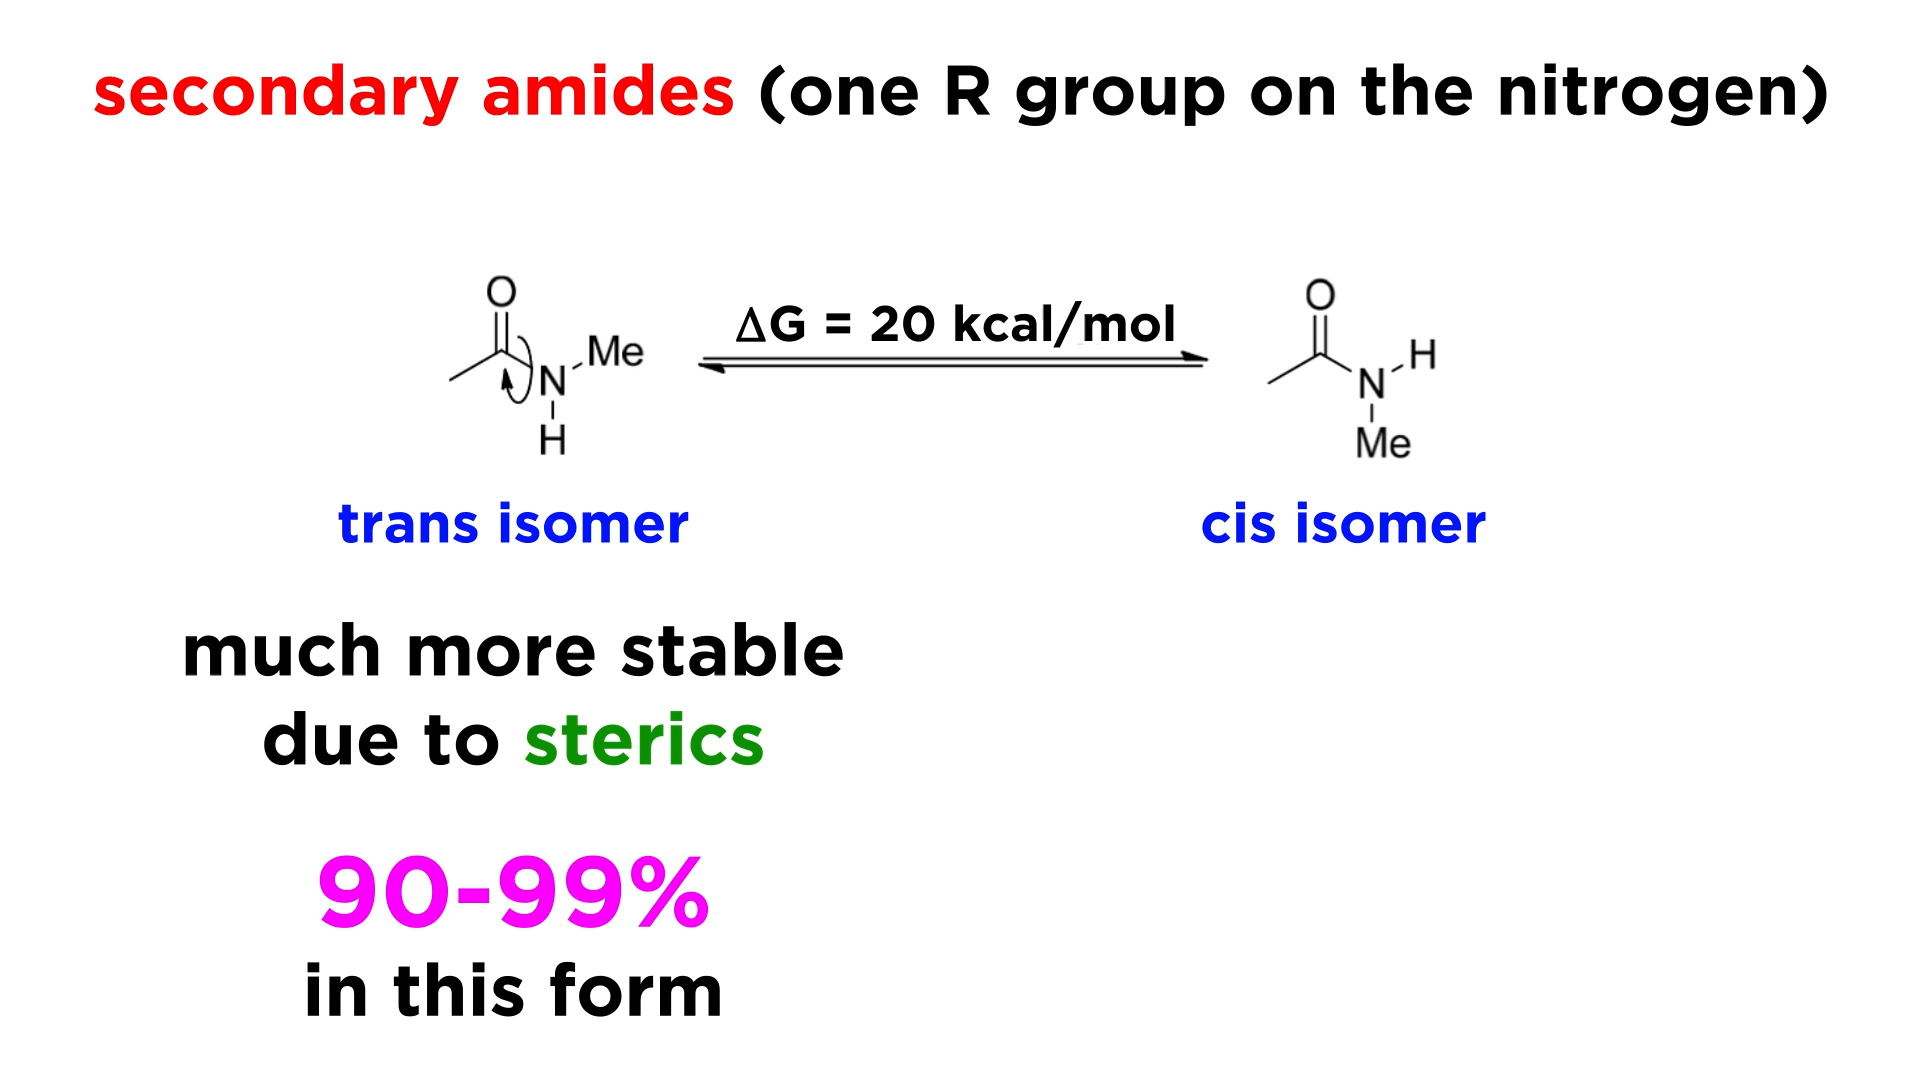 secondary amides (one R group on the nitrogen)
O
Me
N
H
ΔG = 20 kcal/mol
O
H
N
Me
trans isomer
cis isomer
much more stable
due to sterics
90-99%
in this form